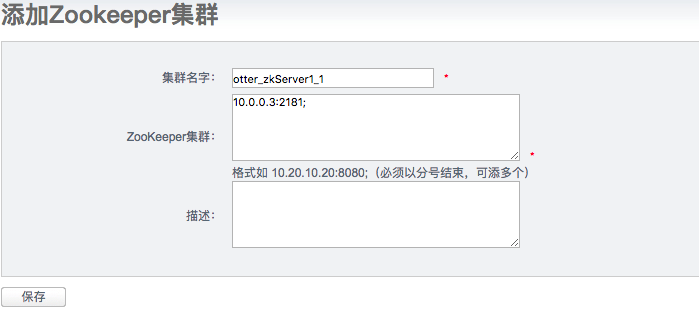 添加Zookeeper集群
集群名字： otter_zkServer1_1 *
ZooKeeper集群： 10.0.0.3:2181; *
格式如 10.20.10.20:8080;（必须以分号结束，可添多个）
描述：
保存